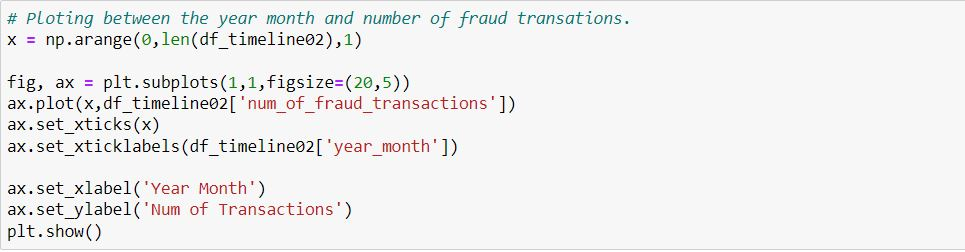 # Ploting between the year month and number of fraud transations.
x = np.arange(0,len(df_timeline02),1)
fig, ax = plt.subplots(1,1,figsize=(20,5))
ax.plot(x,df_timeline02['num_of_fraud_transactions'])
ax.set_xticks(x)
ax.set_xticklabels(df_timeline02['year_month'])
ax.set_xlabel('Year Month')
ax.set_ylabel('Num of Transactions')
plt.show()